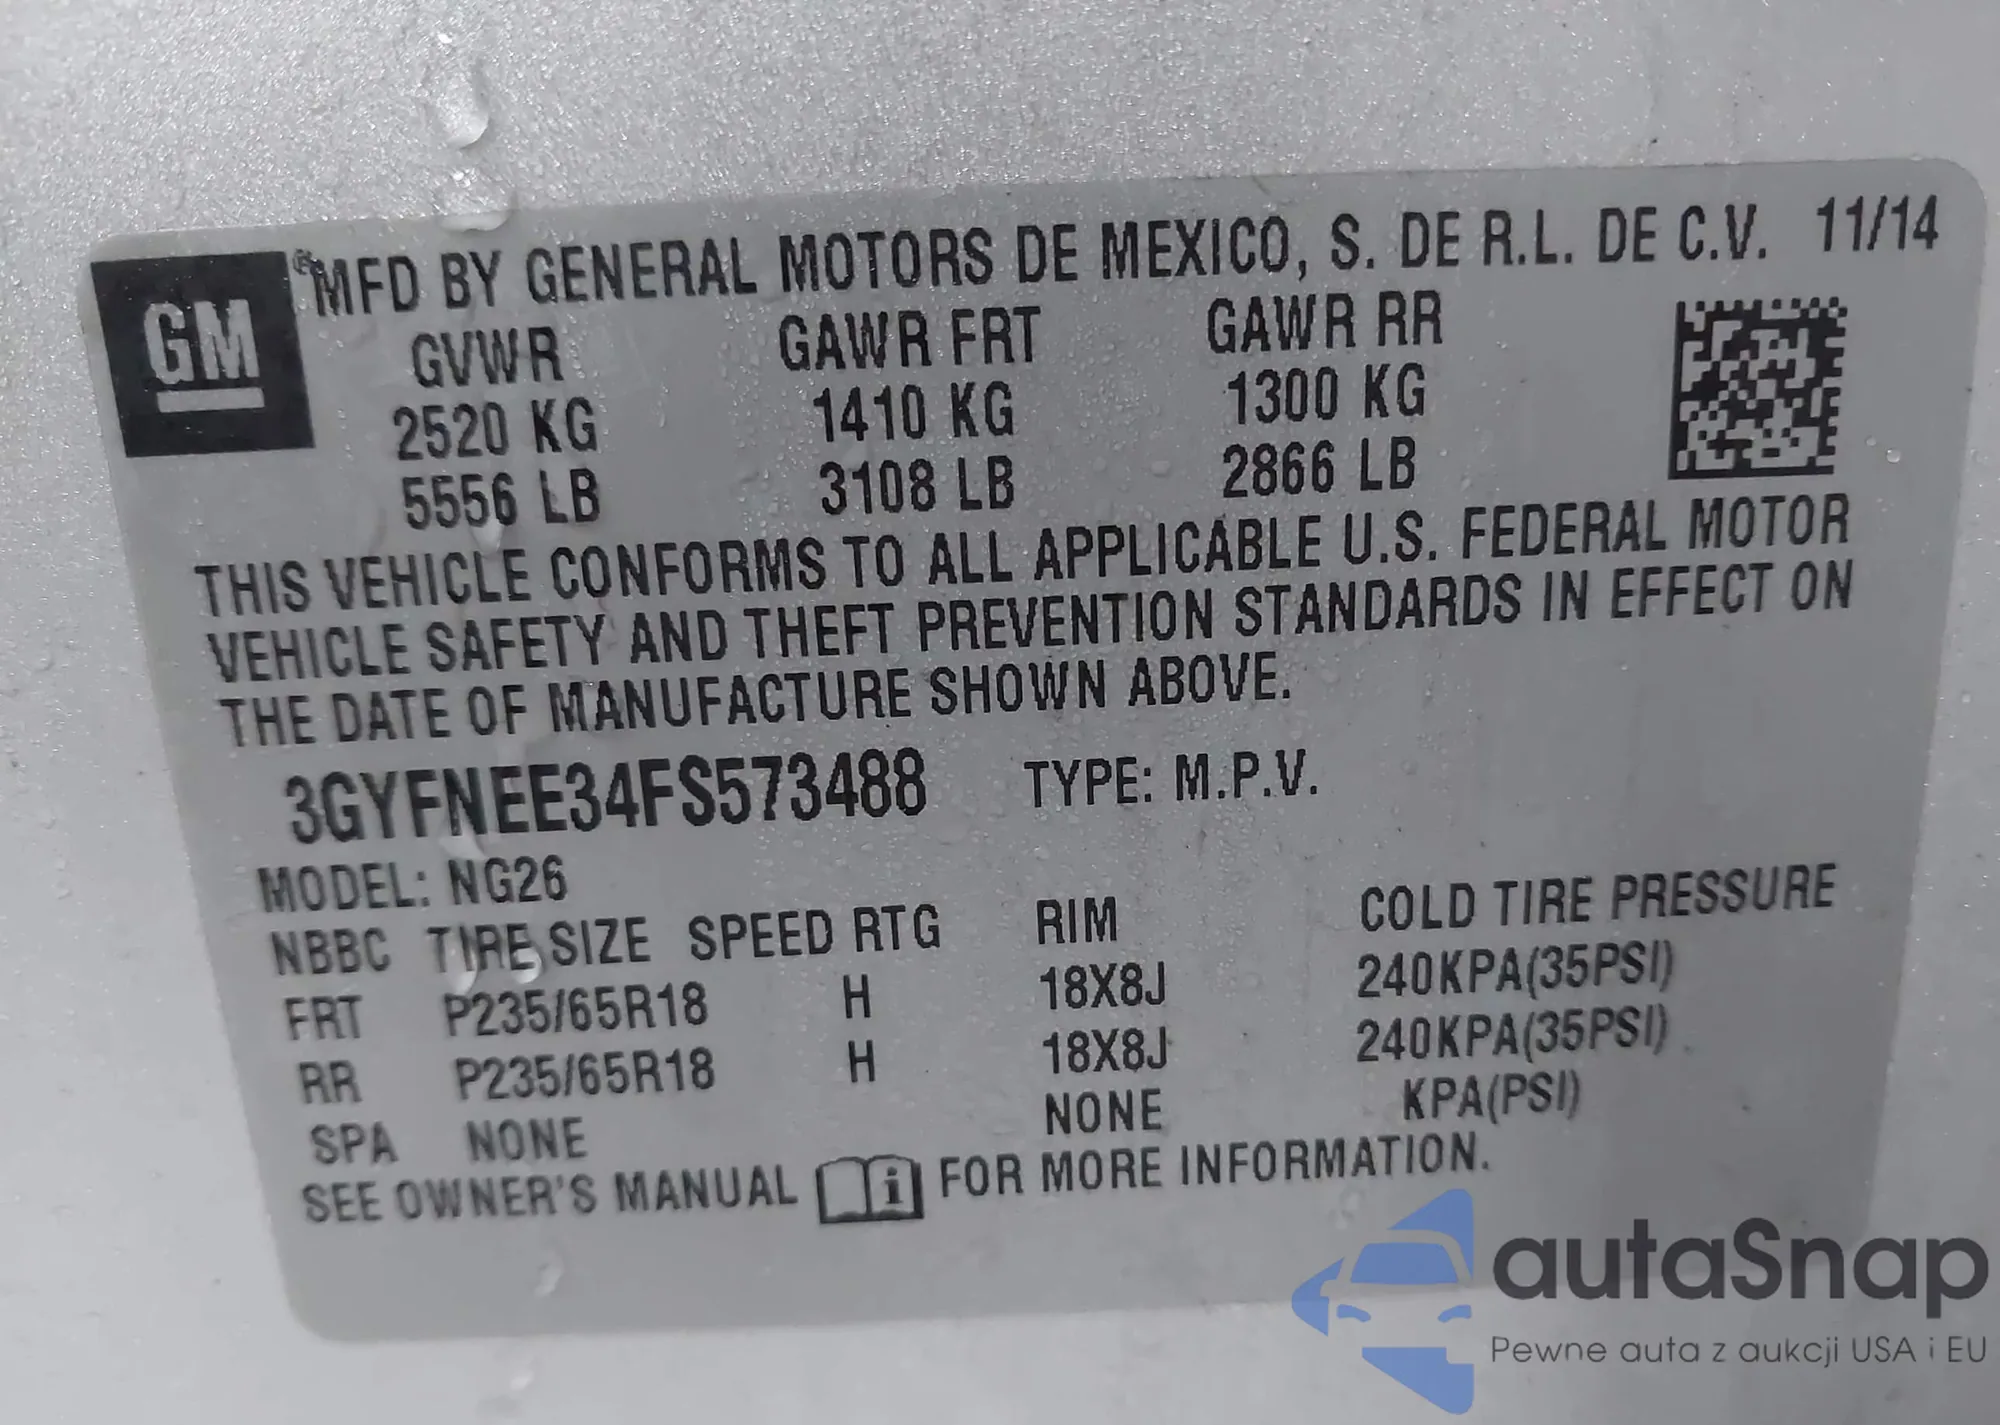 GM
MFD BY GENERAL MOTORS DE MEXICO, S. DE R.L. DE C.V. 11/14
GVWR GAWR FRT GAWR RR
2520 KG 1410 KG 1300 KG
5556 LB 3108 LB 2866 LB
THIS VEHICLE CONFORMS TO ALL APPLICABLE U.S. FEDERAL MOTOR
VEHICLE SAFETY AND THEFT PREVENTION STANDARDS IN EFFECT ON
THE DATE OF MANUFACTURE SHOWN ABOVE.
3GYFNEE34FS573488 TYPE: M.P.V.
MODEL: NG26
NBBC TIRE SIZE SPEED RTG RIM COLD TIRE PRESSURE
FRT P235/65R18 H 18X8J 240KPA(35PSI)
RR P235/65R18 H 18X8J 240KPA(35PSI)
SPA NONE NONE KPA(PSI)
SEE OWNER'S MANUAL i FOR MORE INFORMATION.
autaSnap
Pewne auta z aukcji USA i EU